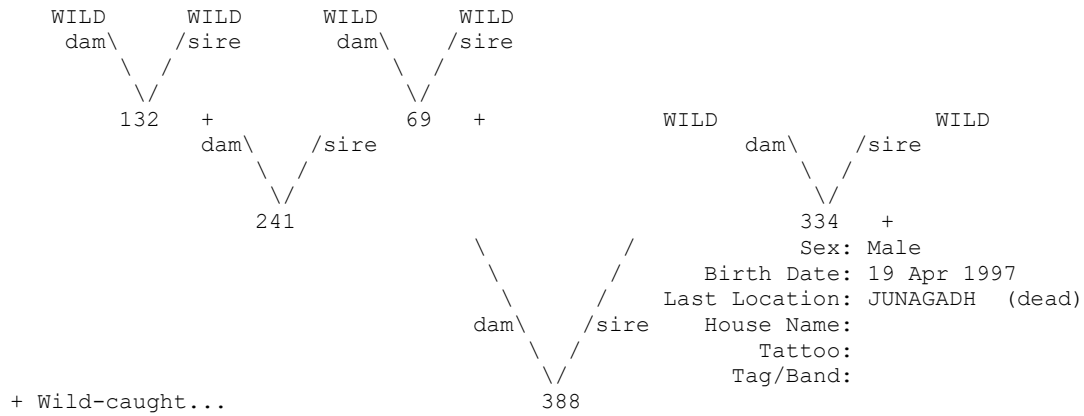 WILD WILD WILD WILD
dam\ /sire dam\ /sire
\ / \ /
\/ \/
132 + 69 + WILD WILD
dam\ /sire dam\ /sire
\ / \ /
\/ \/
241 334 +
\ / Sex: Male
\ / Birth Date: 19 Apr 1997
\ / Last Location: JUNAGADH (dead)
dam\ /sire House Name:
\ / Tattoo:
\/ Tag/Band:
+ Wild-caught... 388